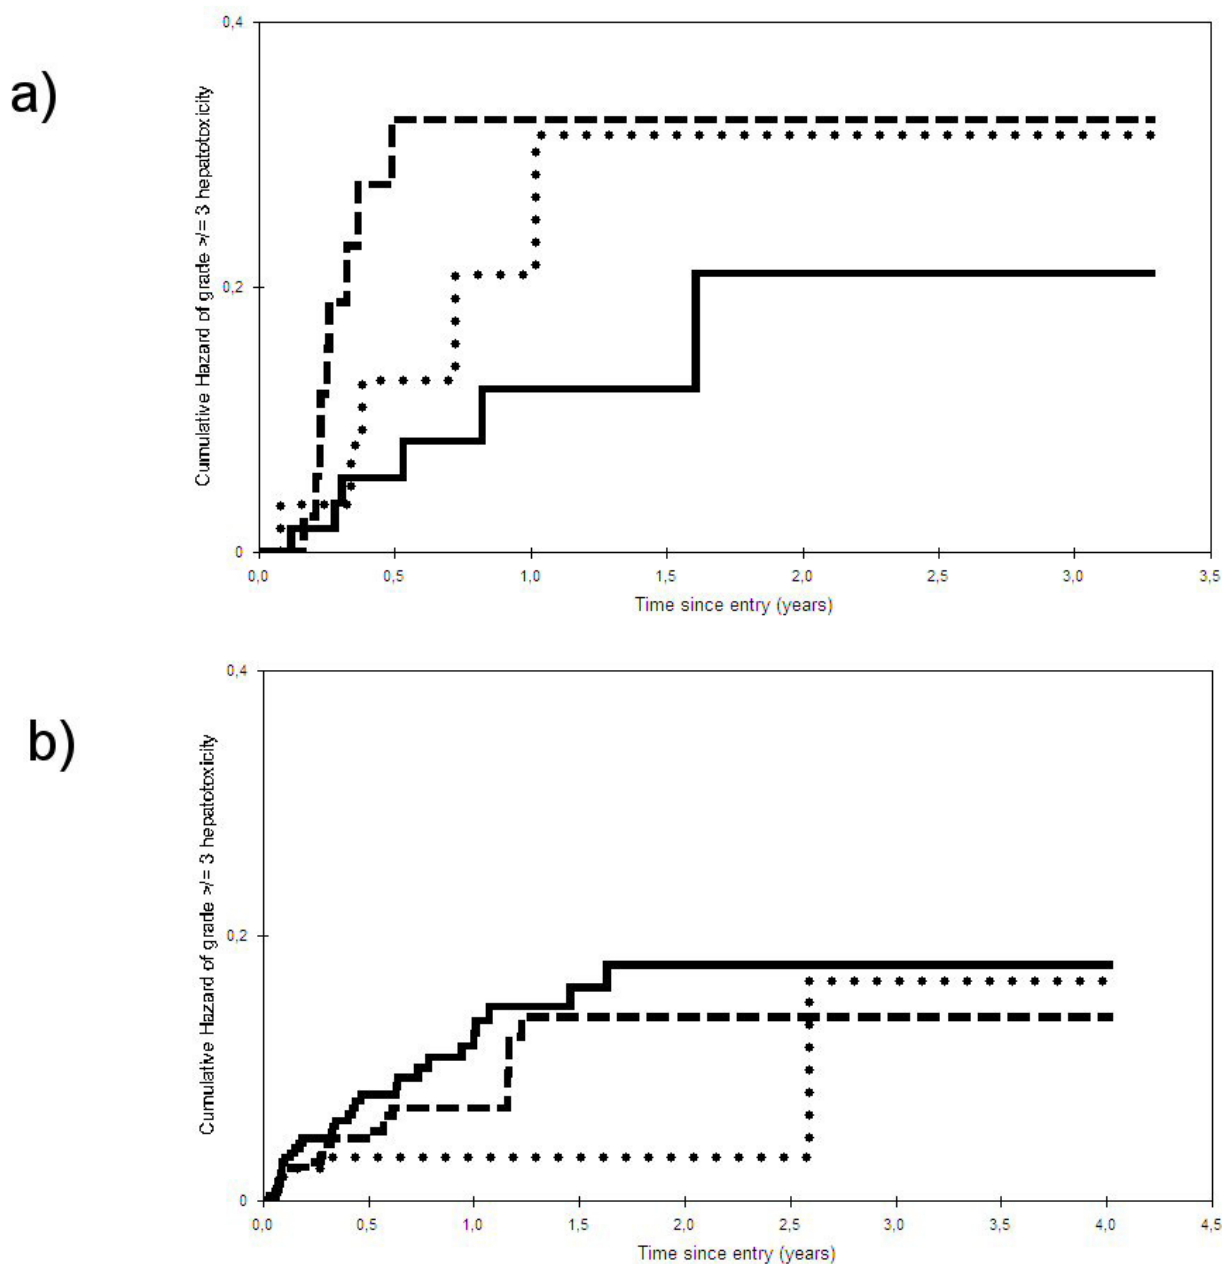 a)
Cumulative Hazard of grade >/= 3 hepatotoxicity
0,4
0,2
0
0,0 0,5 1,0 1,5 2,0 2,5 3,0 3,5
Time since entry (years)
b)
Cumulative Hazard of grade >/= 3 hepatotoxicity
0,4
0,2
0
0,0 0,5 1,0 1,5 2,0 2,5 3,0 3,5 4,0 4,5
Time since entry (years)